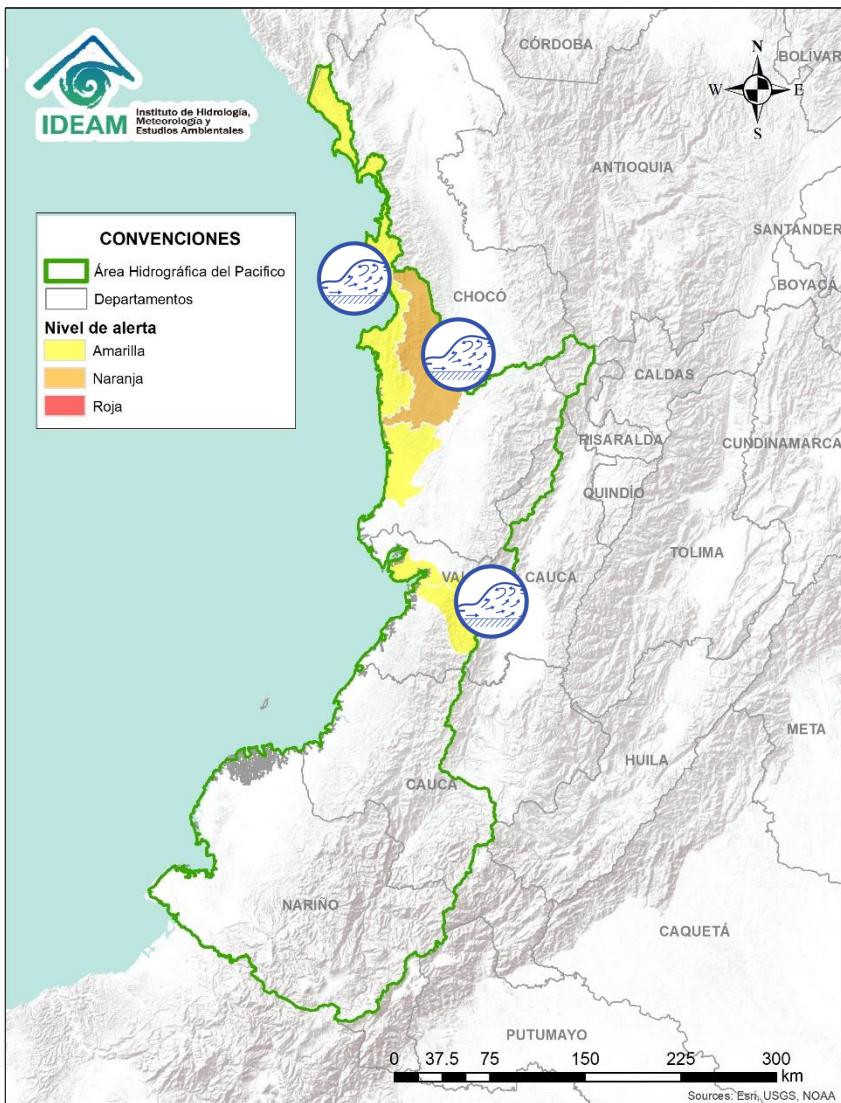 IDEAM
Instituto de Hidrología,
Meteorología y
Estudios Ambientales
N
W
E
S
CONVENCIONES
Área Hidrográfica del Pacifico
Departamentos
Nivel de alerta
Amarilla
Naranja
Roja
CÓRDOBA
BOLÍVAR
ANTIOQUIA
SANTANDER
BOYACÁ
CHOCÓ
CALDAS
RISARALDA
CUNDINAMARCA
QUINDÍO
TOLIMA
CAUCA
META
HUILA
CAUCA
NARIÑO
CAQUETÁ
PUTUMAYO
0 37.5 75 150 225 300
km
Sources: Esri, USGS, NOAA